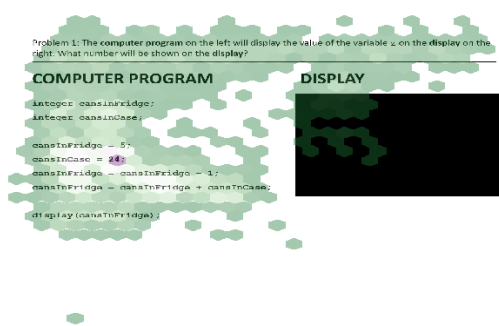 Problem 1: The computer program on the left will display the value of the variable z on the display on the
right. What number will be shown on the display?
COMPUTER PROGRAM
DISPLAY
integer cansInFridge;
integer cansInCase;
cansInFridge = 5;
cansInCase = 24;
cansInFridge = cansInFridge - 1;
cansInFridge = cansInFridge + cansInCase;
display(cansInFridge);